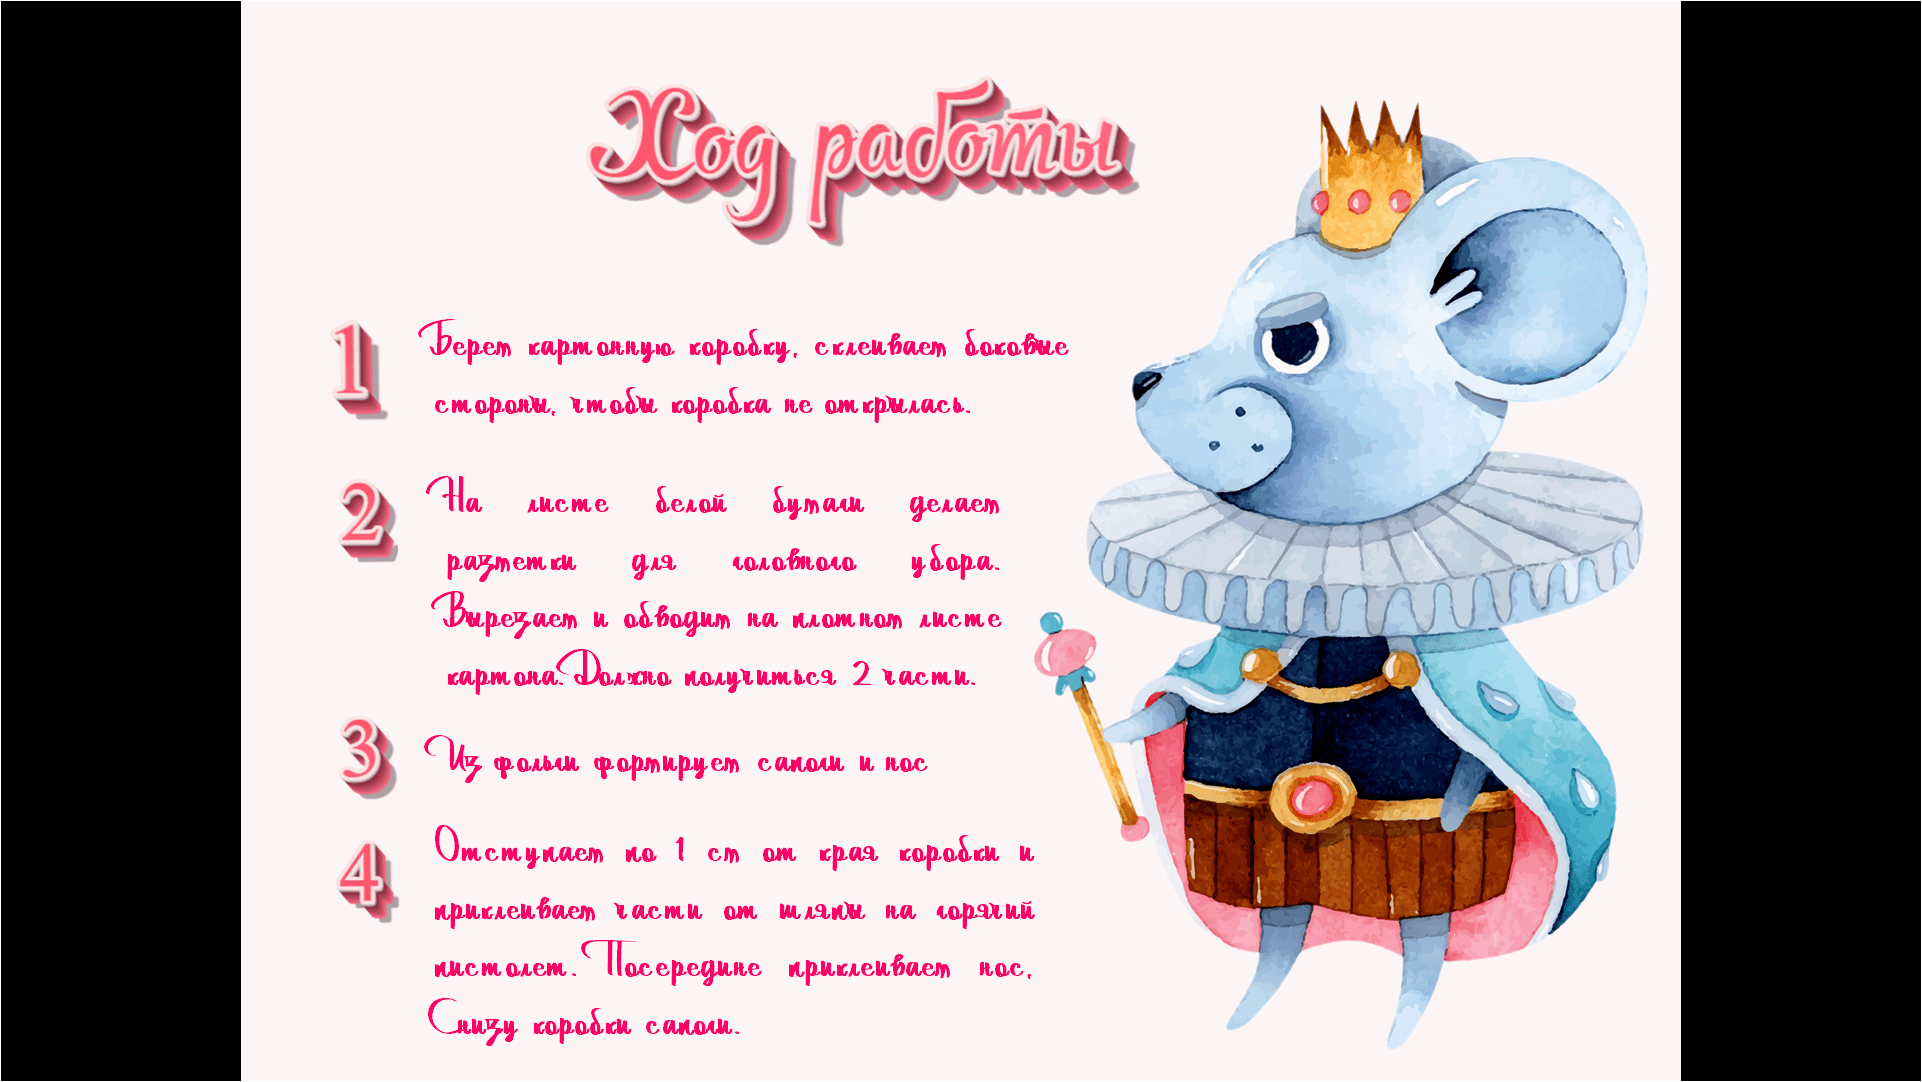 Ход работы
1 Берет картонную коробку, склеивает боковые
стороны, чтобы коробка не открылась.
2 На листе белой бумаги делает
разметки для головного убора.
Вырезает и обводит на плотном листе
картона.Должно получиться 2 части.
3 Из фольги формирует сапоги и нос
4 Отступает по 1 см от края коробки и
приклеивает части от шляпы на горячий
пистолет. Посередине приклеивает нос,
Снизу коробки сапоги.